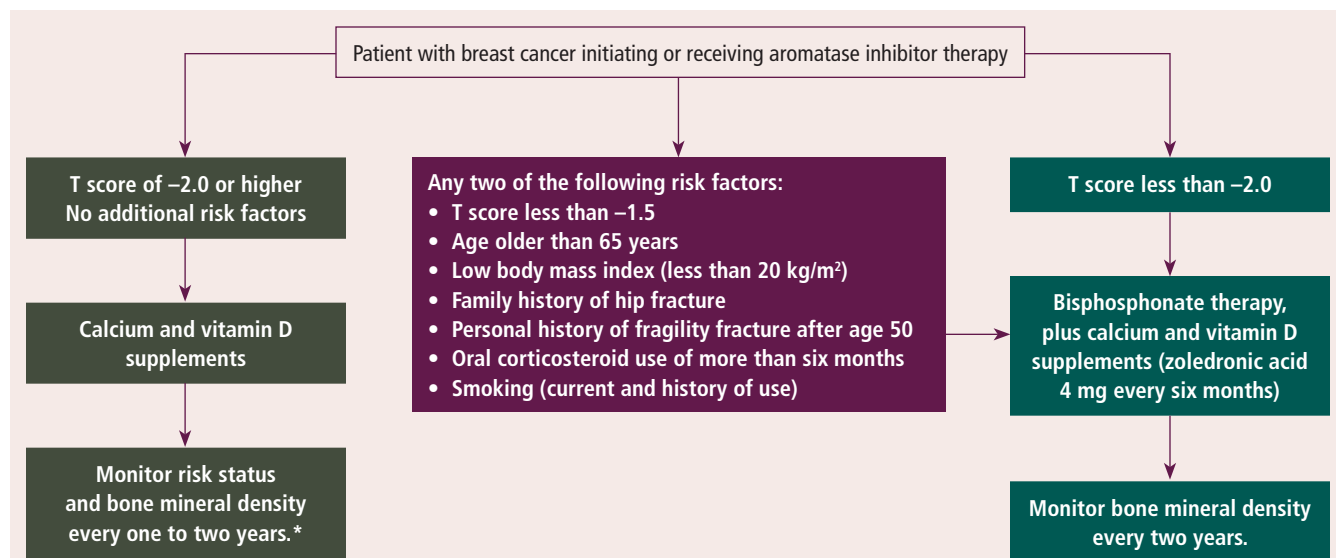 Patient with breast cancer initiating or receiving aromatase inhibitor therapy
T score of –2.0 or higher
No additional risk factors
Calcium and vitamin D
supplements
Monitor risk status
and bone mineral density
every one to two years.*
Any two of the following risk factors:
• T score less than –1.5
• Age older than 65 years
• Low body mass index (less than 20 kg/m²)
• Family history of hip fracture
• Personal history of fragility fracture after age 50
• Oral corticosteroid use of more than six months
• Smoking (current and history of use)
T score less than –2.0
Bisphosphonate therapy,
plus calcium and vitamin D
supplements (zoledronic acid
4 mg every six months)
Monitor bone mineral density
every two years.